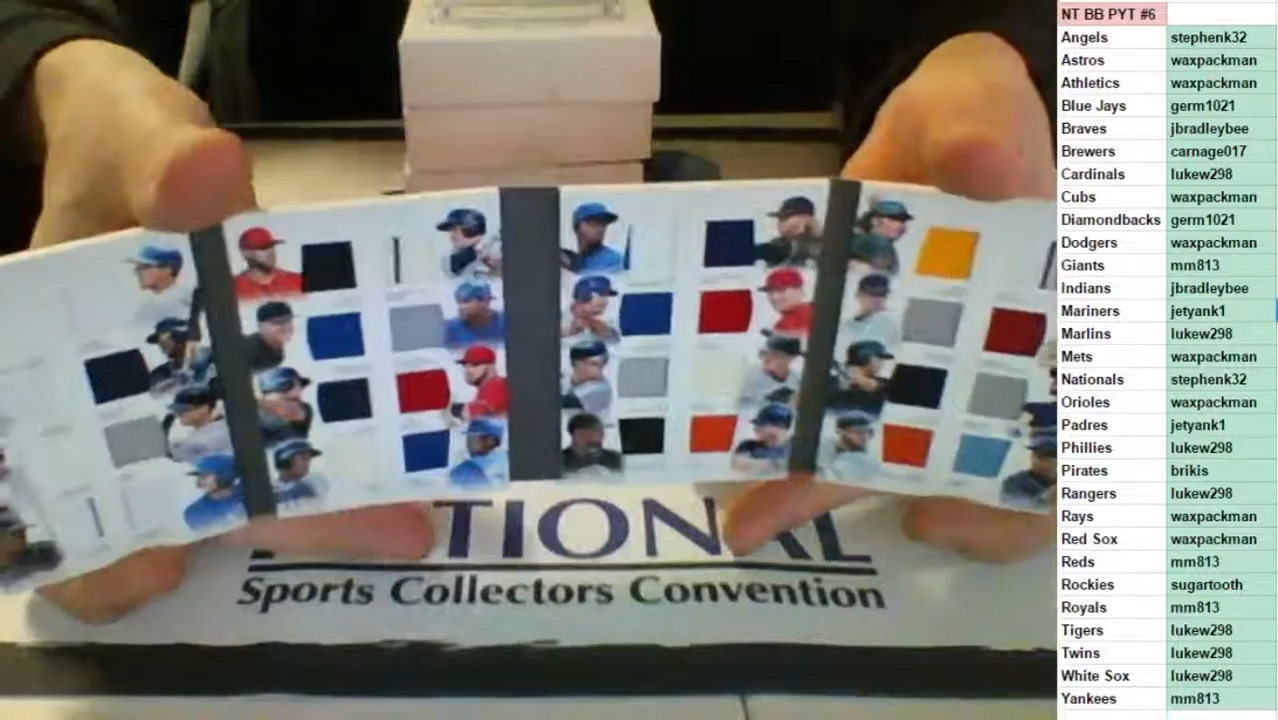 NT BB PYT #6
Angels stephenk32
Astros waxpackman
Athletics waxpackman
Blue Jays germ1021
Braves jbradleybee
Brewers carnage017
Cardinals lukew298
Cubs waxpackman
Diamondbacks germ1021
Dodgers waxpackman
Giants mm813
Indians jbradleybee
Mariners jetyank1
Marlins lukew298
Mets waxpackman
Nationals stephenk32
Orioles waxpackman
Padres jetyank1
Phillies lukew298
Pirates brikis
Rangers lukew298
Rays waxpackman
Red Sox waxpackman
Reds mm813
Rockies sugartooth
Royals mm813
Tigers lukew298
Twins lukew298
White Sox lukew298
Yankees mm813
TIONAL
Sports Collectors Convention